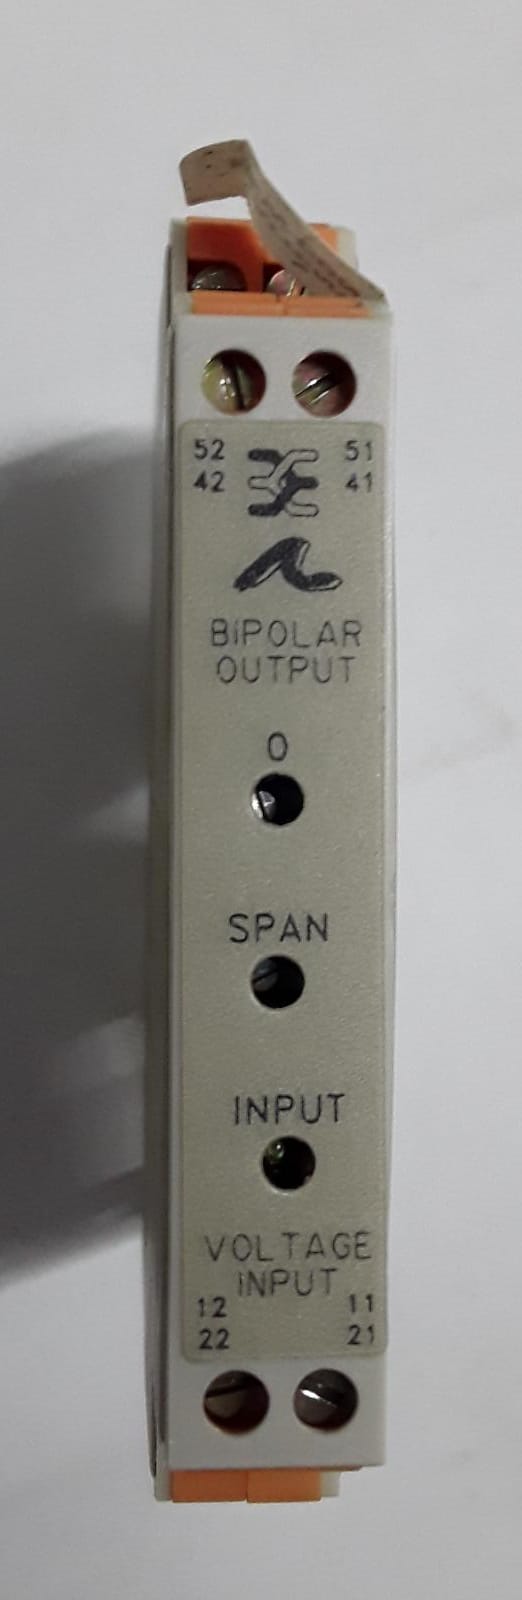 52 51
42 41
BIPOLAR
OUTPUT
0
SPAN
INPUT
VOLTAGE
INPUT
12 11
22 21